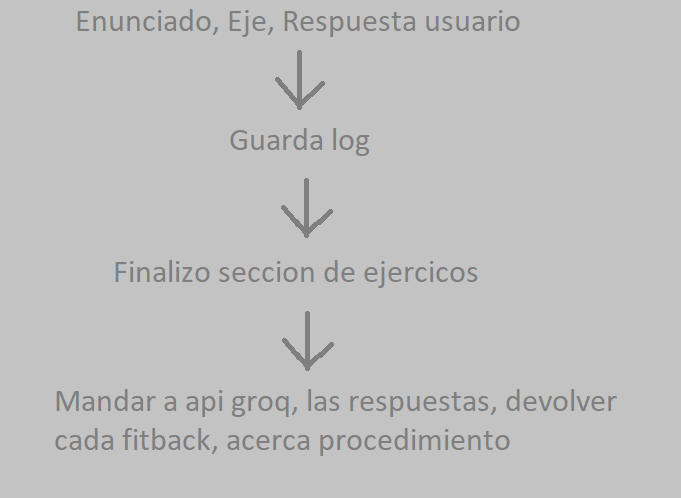 Enunciado, Eje, Respuesta usuario
Guarda log
Finalizo seccion de ejercicos
Mandar a api groq, las respuestas, devolver
cada fitback, acerca procedimiento